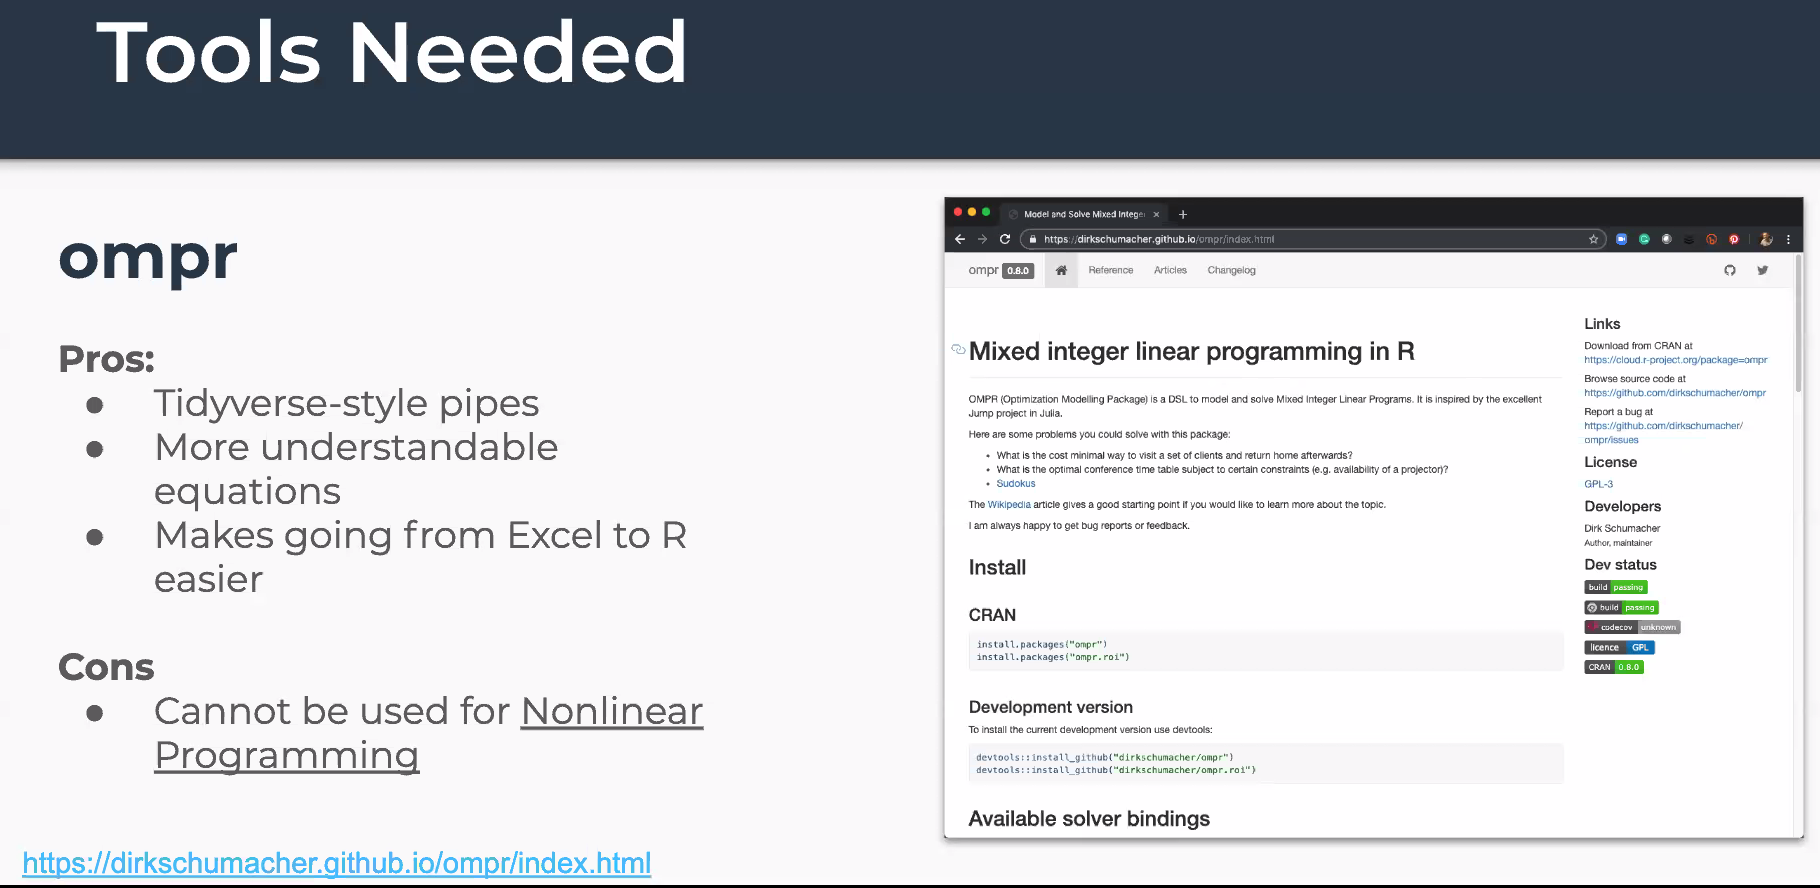 Tools Needed
ompr
Pros:
● Tidyverse-style pipes
● More understandable
equations
● Makes going from Excel to R
easier
Cons
● Cannot be used for Nonlinear
Programming
https://dirkschumacher.github.io/ompr/index.html
Model and Solve Mixed Intege
https://dirkschumacher.github.io/ompr/index.html
ompr 0.8.0 Reference Articles Changelog
Mixed integer linear programming in R
OMPR (Optimization Modelling Package) is a DSL to model and solve Mixed Integer Linear Programs. It is inspired by the excellent
Jump project in Julia.
Here are some problems you could solve with this package:
• What is the cost minimal way to visit a set of clients and return home afterwards?
• What is the optimal conference time table subject to certain constraints (e.g. availability of a projector)?
• Sudokus
The Wikipedia article gives a good starting point if you would like to learn more about the topic.
I am always happy to get bug reports or feedback.
Install
CRAN
install.packages("ompr")
install.packages("ompr.roi")
Development version
To install the current development version use devtools:
devtools::install_github("dirkschumacher/ompr")
devtools::install_github("dirkschumacher/ompr.roi")
Available solver bindings
Links
Download from CRAN at
https://cloud.r-project.org/package=ompr
Browse source code at
https://github.com/dirkschumacher/ompr
Report a bug at
https://github.com/dirkschumacher/
ompr/issues
License
GPL-3
Developers
Dirk Schumacher
Author, maintainer
Dev status
build passing
build passing
codecov unknown
licence GPL
CRAN 0.8.0